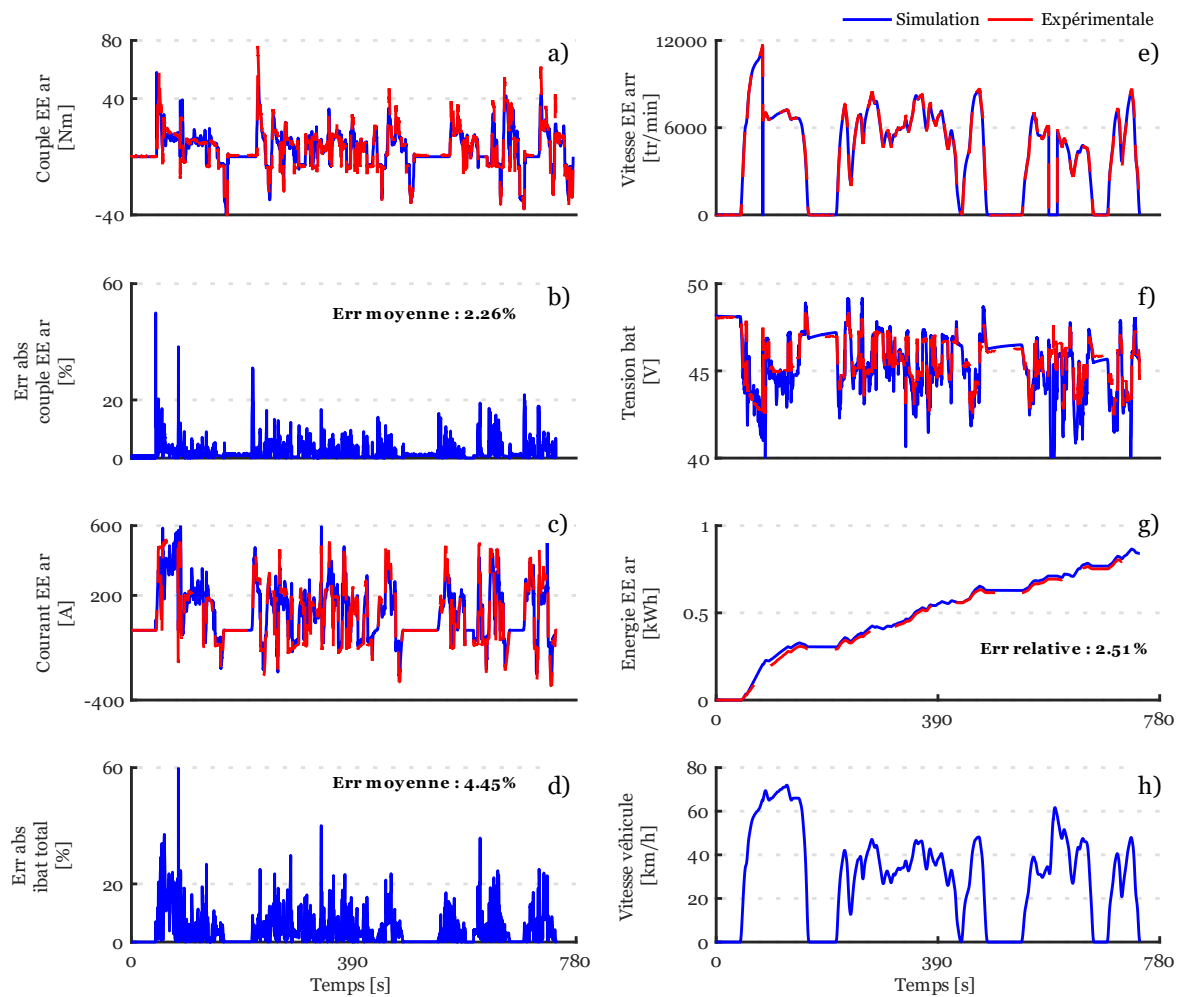 Simulation
Expérimentale
a)
80
40
-40
Couple EE ar
[Nm]
b)
60
20
0
Err abs
couple EE ar
[%]
Err moyenne : 2.26%
c)
600
200
-400
Courant EE ar
[A]
d)
60
20
0
Err abs
ibat total
[%]
Err moyenne : 4.45%
0
390
780
Temps [s]
e)
12000
6000
0
Vitesse EE arr
[tr/min]
f)
50
45
40
Tension bat
[V]
g)
1
0.5
0
Energie EE ar
[kWh]
Err relative : 2.51%
0
390
780
h)
80
60
40
20
0
Vitesse véhicule
[km/h]
0
390
780
Temps [s]